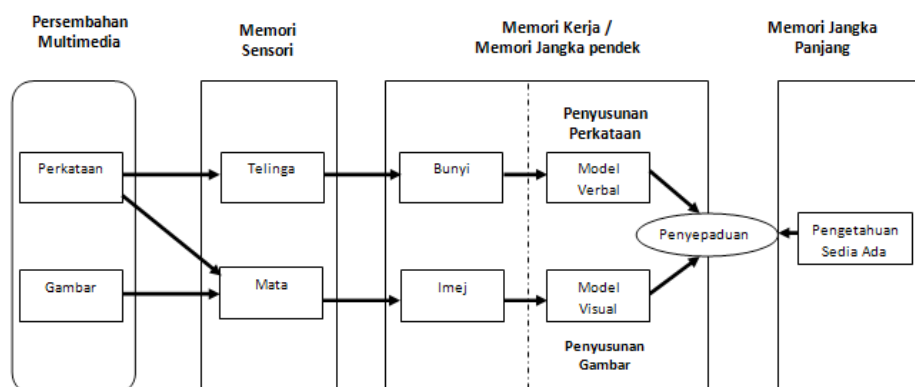 Persembahan
Multimedia
Memori
Sensori
Memori Kerja /
Memori Jangka pendek
Memori Jangka
Panjang
Penyusunan
Perkataan
Perkataan
Telinga
Bunyi
Model
Verbal
Penyepaduan
Pengetahuan
Sedia Ada
Gambar
Mata
Imej
Model
Visual
Penyusunan
Gambar